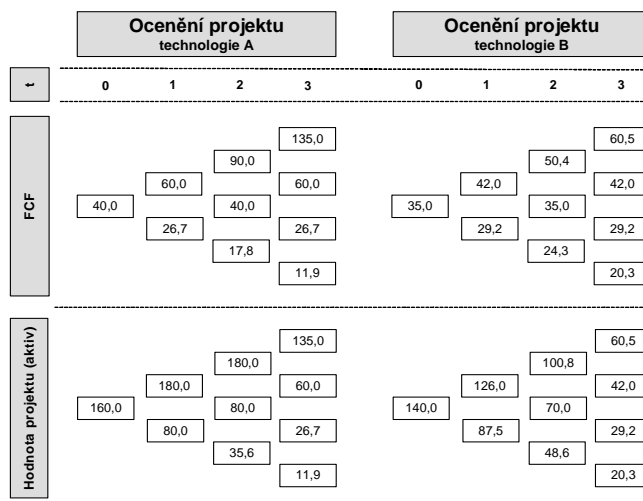 Ocenění projektu
technologie A
Ocenění projektu
technologie B
t
0 1 2 3 0 1 2 3
FCF
135,0 60,5
90,0 50,4
60,0 60,0 42,0 42,0
40,0 40,0 35,0 35,0
26,7 26,7 29,2 29,2
17,8 24,3
11,9 20,3
Hodnota projektu (aktiv)
135,0 60,5
180,0 100,8
180,0 60,0 126,0 42,0
160,0 80,0 140,0 70,0
80,0 26,7 87,5 29,2
35,6 48,6
11,9 20,3